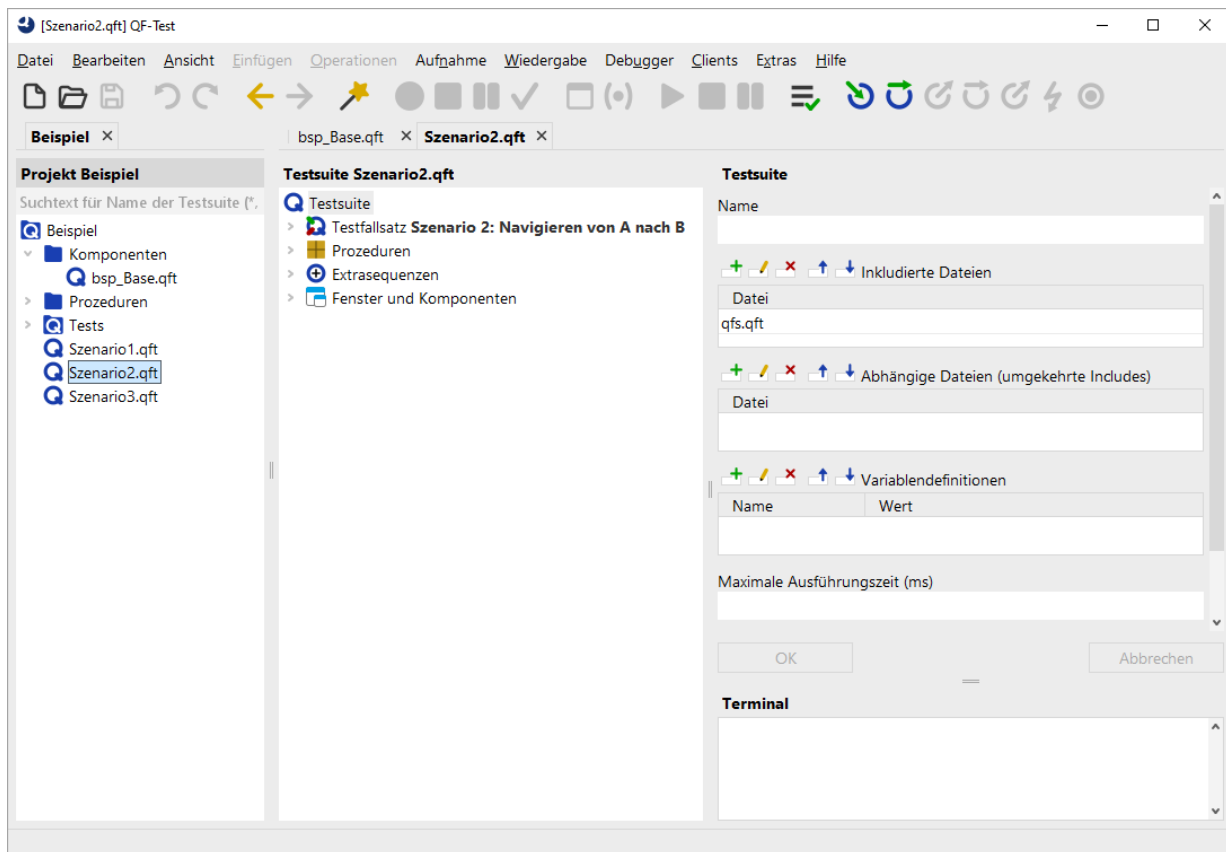 [Szenario2.qft] QF-Test
Datei Bearbeiten Ansicht Einfügen Operationen Aufnahme Wiedergabe Debugger Clients Extras Hilfe
Beispiel
bsp_Base.qft Szenario2.qft
Projekt Beispiel
Suchtext für Name der Testsuite (*,
Beispiel
Komponenten
bsp_Base.qft
Prozeduren
Tests
Szenario1.qft
Szenario2.qft
Szenario3.qft
Testsuite Szenario2.qft
Testsuite
Testfallsatz Szenario 2: Navigieren von A nach B
Prozeduren
Extrasequenzen
Fenster und Komponenten
Testsuite
Name
Inkludierte Dateien
Datei
qfs.qft
Abhängige Dateien (umgekehrte Includes)
Datei
Variablendefinitionen
Name Wert
Maximale Ausführungszeit (ms)
OK Abbrechen
Terminal